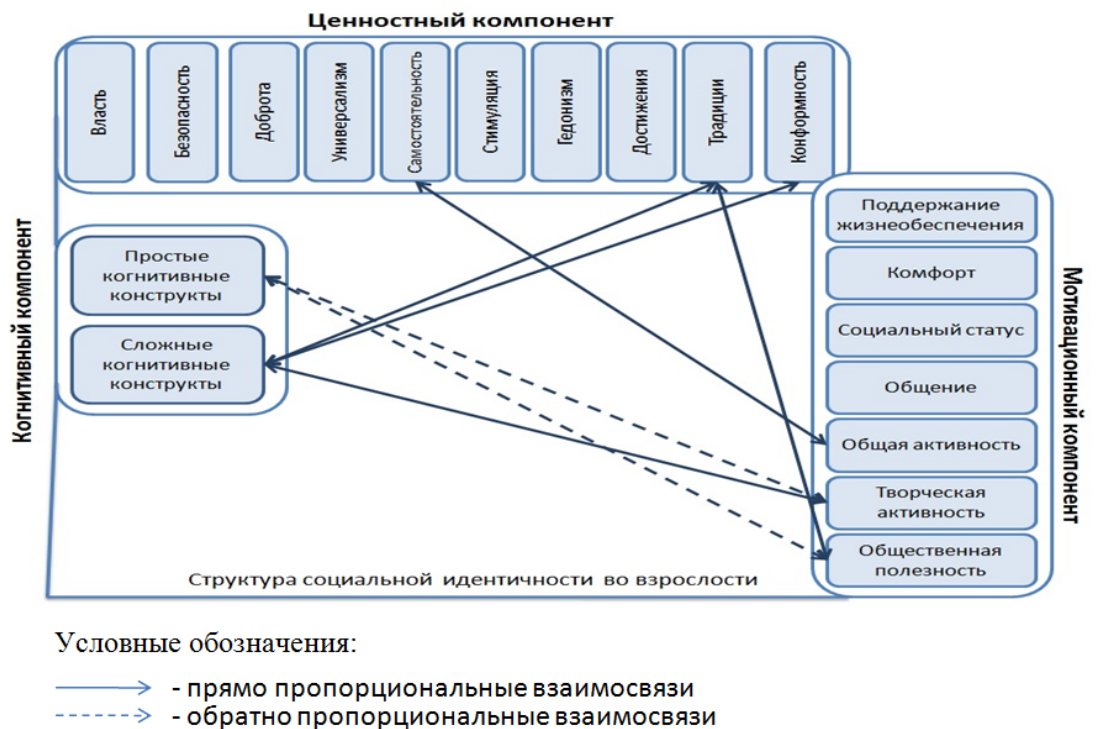 Ценностный компонент
Власть
Безопасность
Доброта
Универсализм
Самостоятельность
Стимуляция
Гедонизм
Достижения
Традиции
Конформность
Когнитивный компонент
Простые
когнитивные
конструкты
Сложные
когнитивные
конструкты
Поддержание
жизнеобеспечения
Комфорт
Социальный статус
Общение
Общая активность
Творческая
активность
Общественная
полезность
Мотивационный компонент
Структура социальной идентичности во взрослости
Условные обозначения:
- прямо пропорциональные взаимосвязи
- обратно пропорциональные взаимосвязи